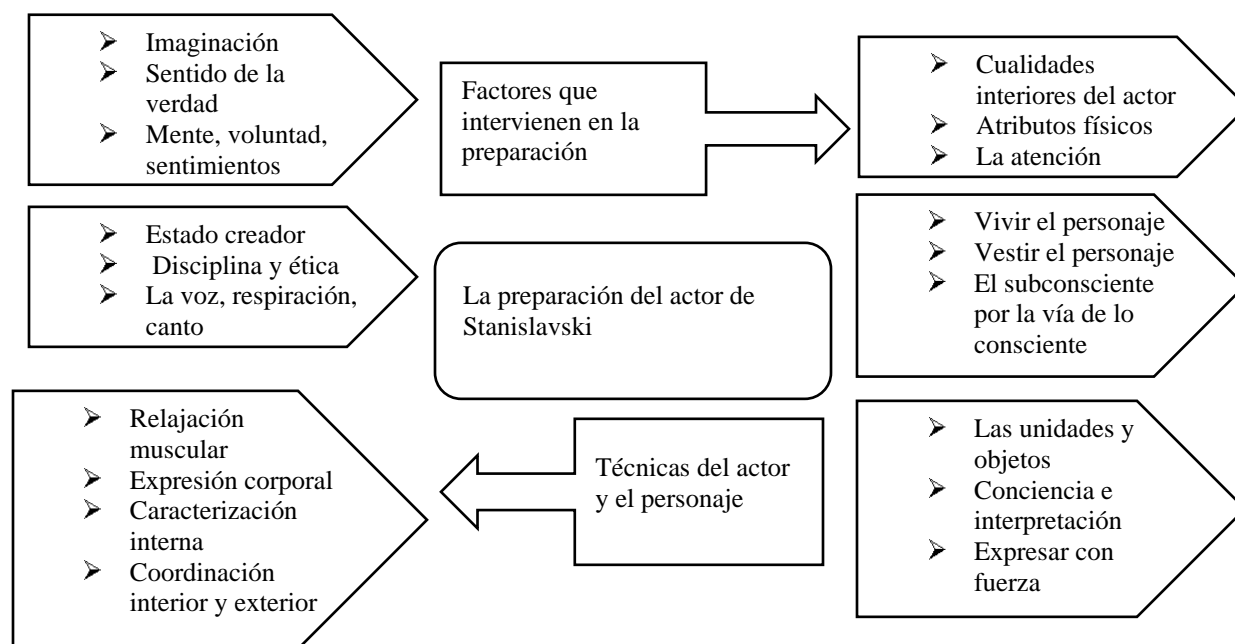 ➢ Imaginación
➢ Sentido de la
verdad
➢ Mente, voluntad,
sentimientos
Factores que
intervienen en la
preparación
➢ Cualidades
interiores del actor
➢ Atributos físicos
➢ La atención
➢ Estado creador
➢ Disciplina y ética
➢ La voz, respiración,
canto
La preparación del actor de
Stanislavski
➢ Vivir el personaje
➢ Vestir el personaje
➢ El subconsciente
por la vía de lo
consciente
➢ Relajación
muscular
➢ Expresión corporal
➢ Caracterización
interna
➢ Coordinación
interior y exterior
Técnicas del actor
y el personaje
➢ Las unidades y
objetos
➢ Conciencia e
interpretación
➢ Expresar con
fuerza